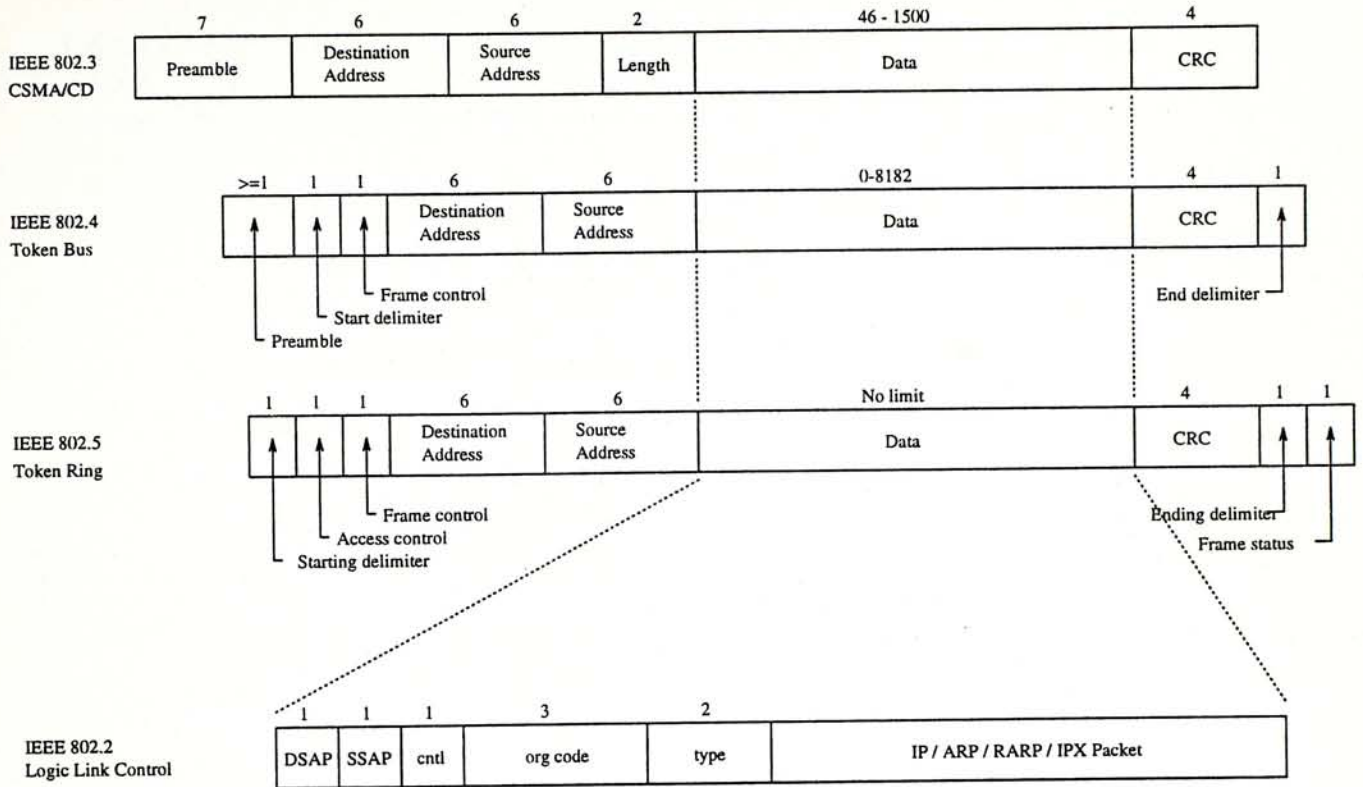 7 6 6 2 46 - 1500 4
IEEE 802.3
CSMA/CD
Preamble
Destination
Address
Source
Address
Length
Data
CRC
>=1 1 1 6 6 0-8182 4 1
IEEE 802.4
Token Bus
Destination
Address
Source
Address
Data
CRC
Frame control
Start delimiter
Preamble
End delimiter
1 1 1 6 6 No limit 4 1 1
IEEE 802.5
Token Ring
Destination
Address
Source
Address
Data
CRC
Frame control
Access control
Starting delimiter
Ending delimiter
Frame status
1 1 1 3 2
IEEE 802.2
Logic Link Control
DSAP SSAP cntl org code type IP / ARP / RARP / IPX Packet